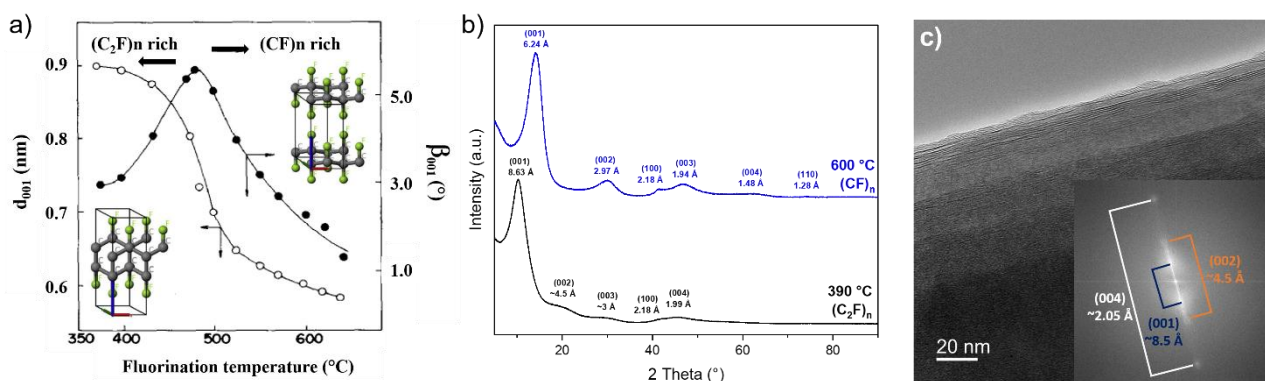 a)
(C₂F)n rich
(CF)n rich
0.9
0.8
0.7
0.6
d₀₀₁ (nm)
5.0
3.0
1.0
β₀₀₁ (°)
350
400
450
500
550
600
Fluorination temperature (°C)
b)
(001)
6.24 Å
(002)
2.97 Å
(100)
2.18 Å
(003)
1.94 Å
(004)
1.48 Å
(110)
1.28 Å
600 °C
(CF)ₙ
(001)
8.63 Å
(002)
~4.5 Å
(003)
~3 Å
(100)
2.18 Å
(004)
1.99 Å
390 °C
(C₂F)ₙ
Intensity (a.u.)
20
40
60
80
2 Theta (°)
c)
(002)
~4.5 Å
(004)
~2.05 Å
(001)
~8.5 Å
20 nm